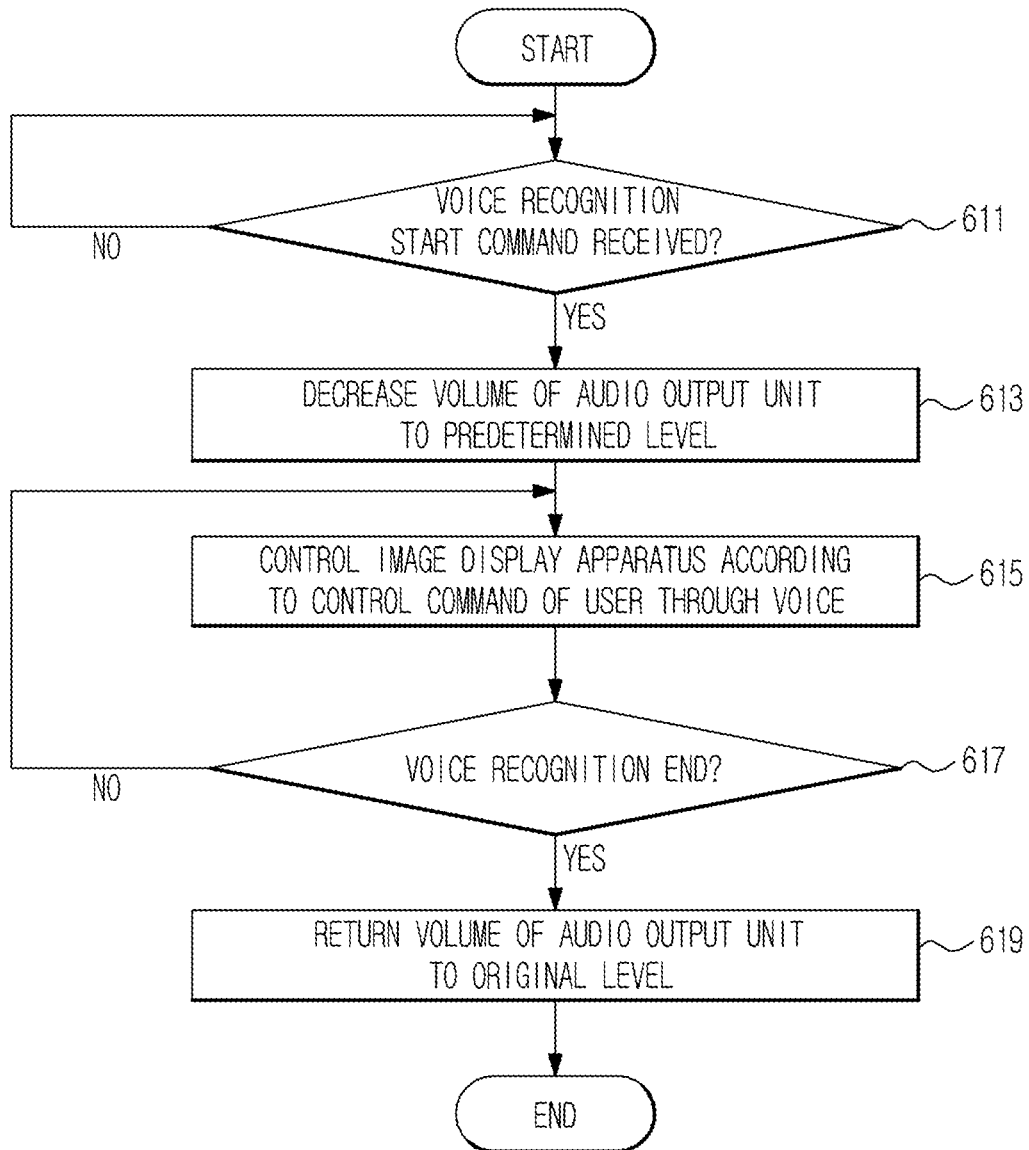 START
VOICE RECOGNITION
START COMMAND RECEIVED?
611
NO
YES
DECREASE VOLUME OF AUDIO OUTPUT UNIT
TO PREDETERMINED LEVEL
613
CONTROL IMAGE DISPLAY APPARATUS ACCORDING
TO CONTROL COMMAND OF USER THROUGH VOICE
615
VOICE RECOGNITION END?
617
NO
YES
RETURN VOLUME OF AUDIO OUTPUT UNIT
TO ORIGINAL LEVEL
619
END